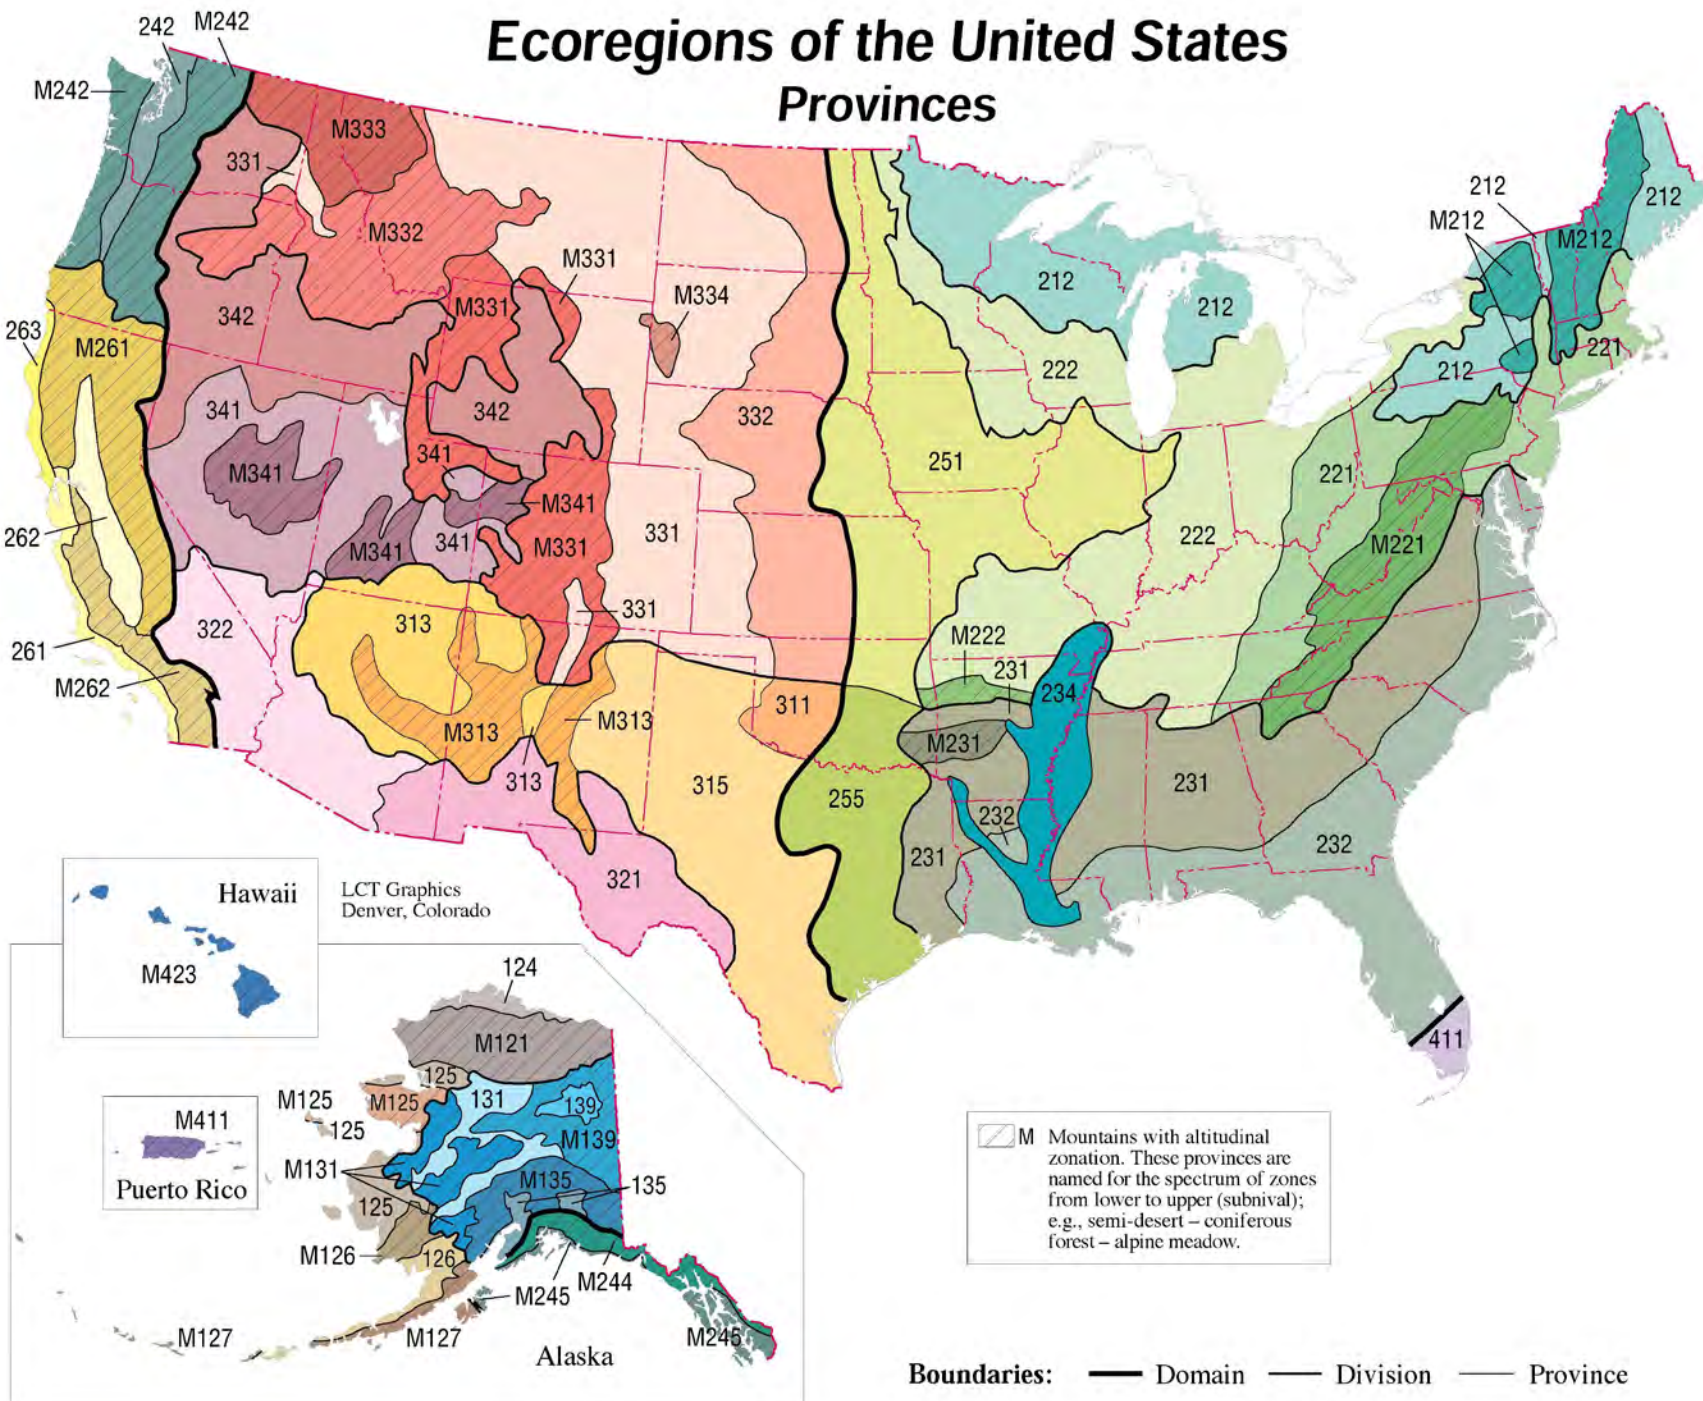 Ecoregions of the United States
Provinces
242
M242
M242
M333
331
M332
M331
M334
342
M331
263
M261
341
342
332
M341
341
M341
262
M341
341
M331
331
331
322
313
261
M262
M313
M313
313
315
311
321
212
212
212
M212
M212
212
221
212
222
251
221
222
M221
M222
231
234
M231
255
232
231
231
232
411
Hawaii
M423
LCT Graphics
Denver, Colorado
124
M121
125
M125
M125
131
139
125
M139
M131
M135
135
125
M126
126
M245
M244
M127
M127
M245
Alaska
M411
Puerto Rico
M Mountains with altitudinal
zonation. These provinces are
named for the spectrum of zones
from lower to upper (subnival);
e.g., semi-desert – coniferous
forest – alpine meadow.
Boundaries: Domain Division Province